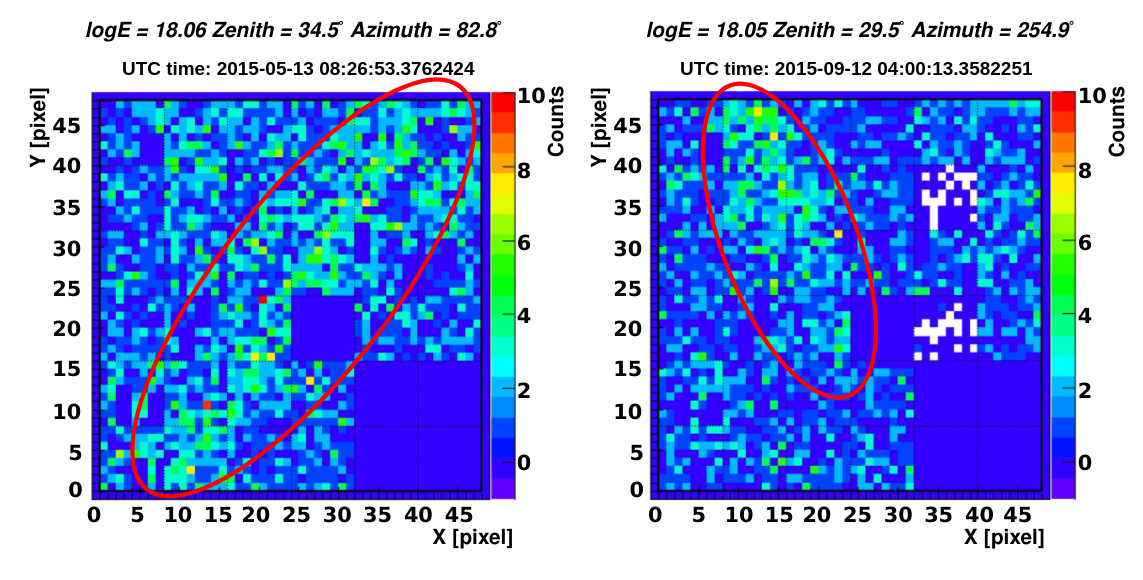 logE = 18.06 Zenith = 34.5° Azimuth = 82.8°
UTC time: 2015-05-13 08:26:53.3762424
Y [pixel]
45
40
35
30
25
20
15
10
5
0
0 5 10 15 20 25 30 35 40 45
X [pixel]
10
8
6
4
2
0
Counts
logE = 18.05 Zenith = 29.5° Azimuth = 254.9°
UTC time: 2015-09-12 04:00:13.3582251
Y [pixel]
45
40
35
30
25
20
15
10
5
0
0 5 10 15 20 25 30 35 40 45
X [pixel]
10
8
6
4
2
0
Counts